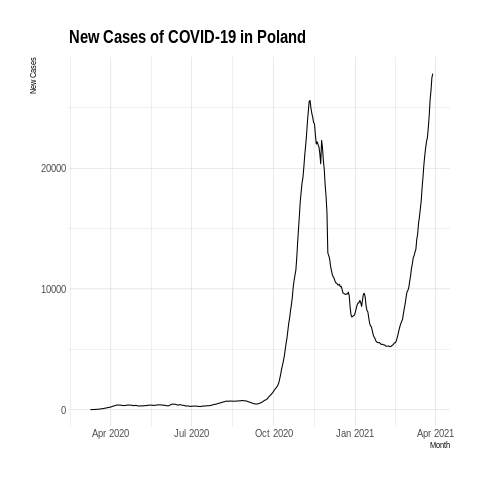 New Cases of COVID-19 in Poland
New Cases
20000
10000
0
Apr 2020 Jul 2020 Oct 2020 Jan 2021 Apr 2021
Month